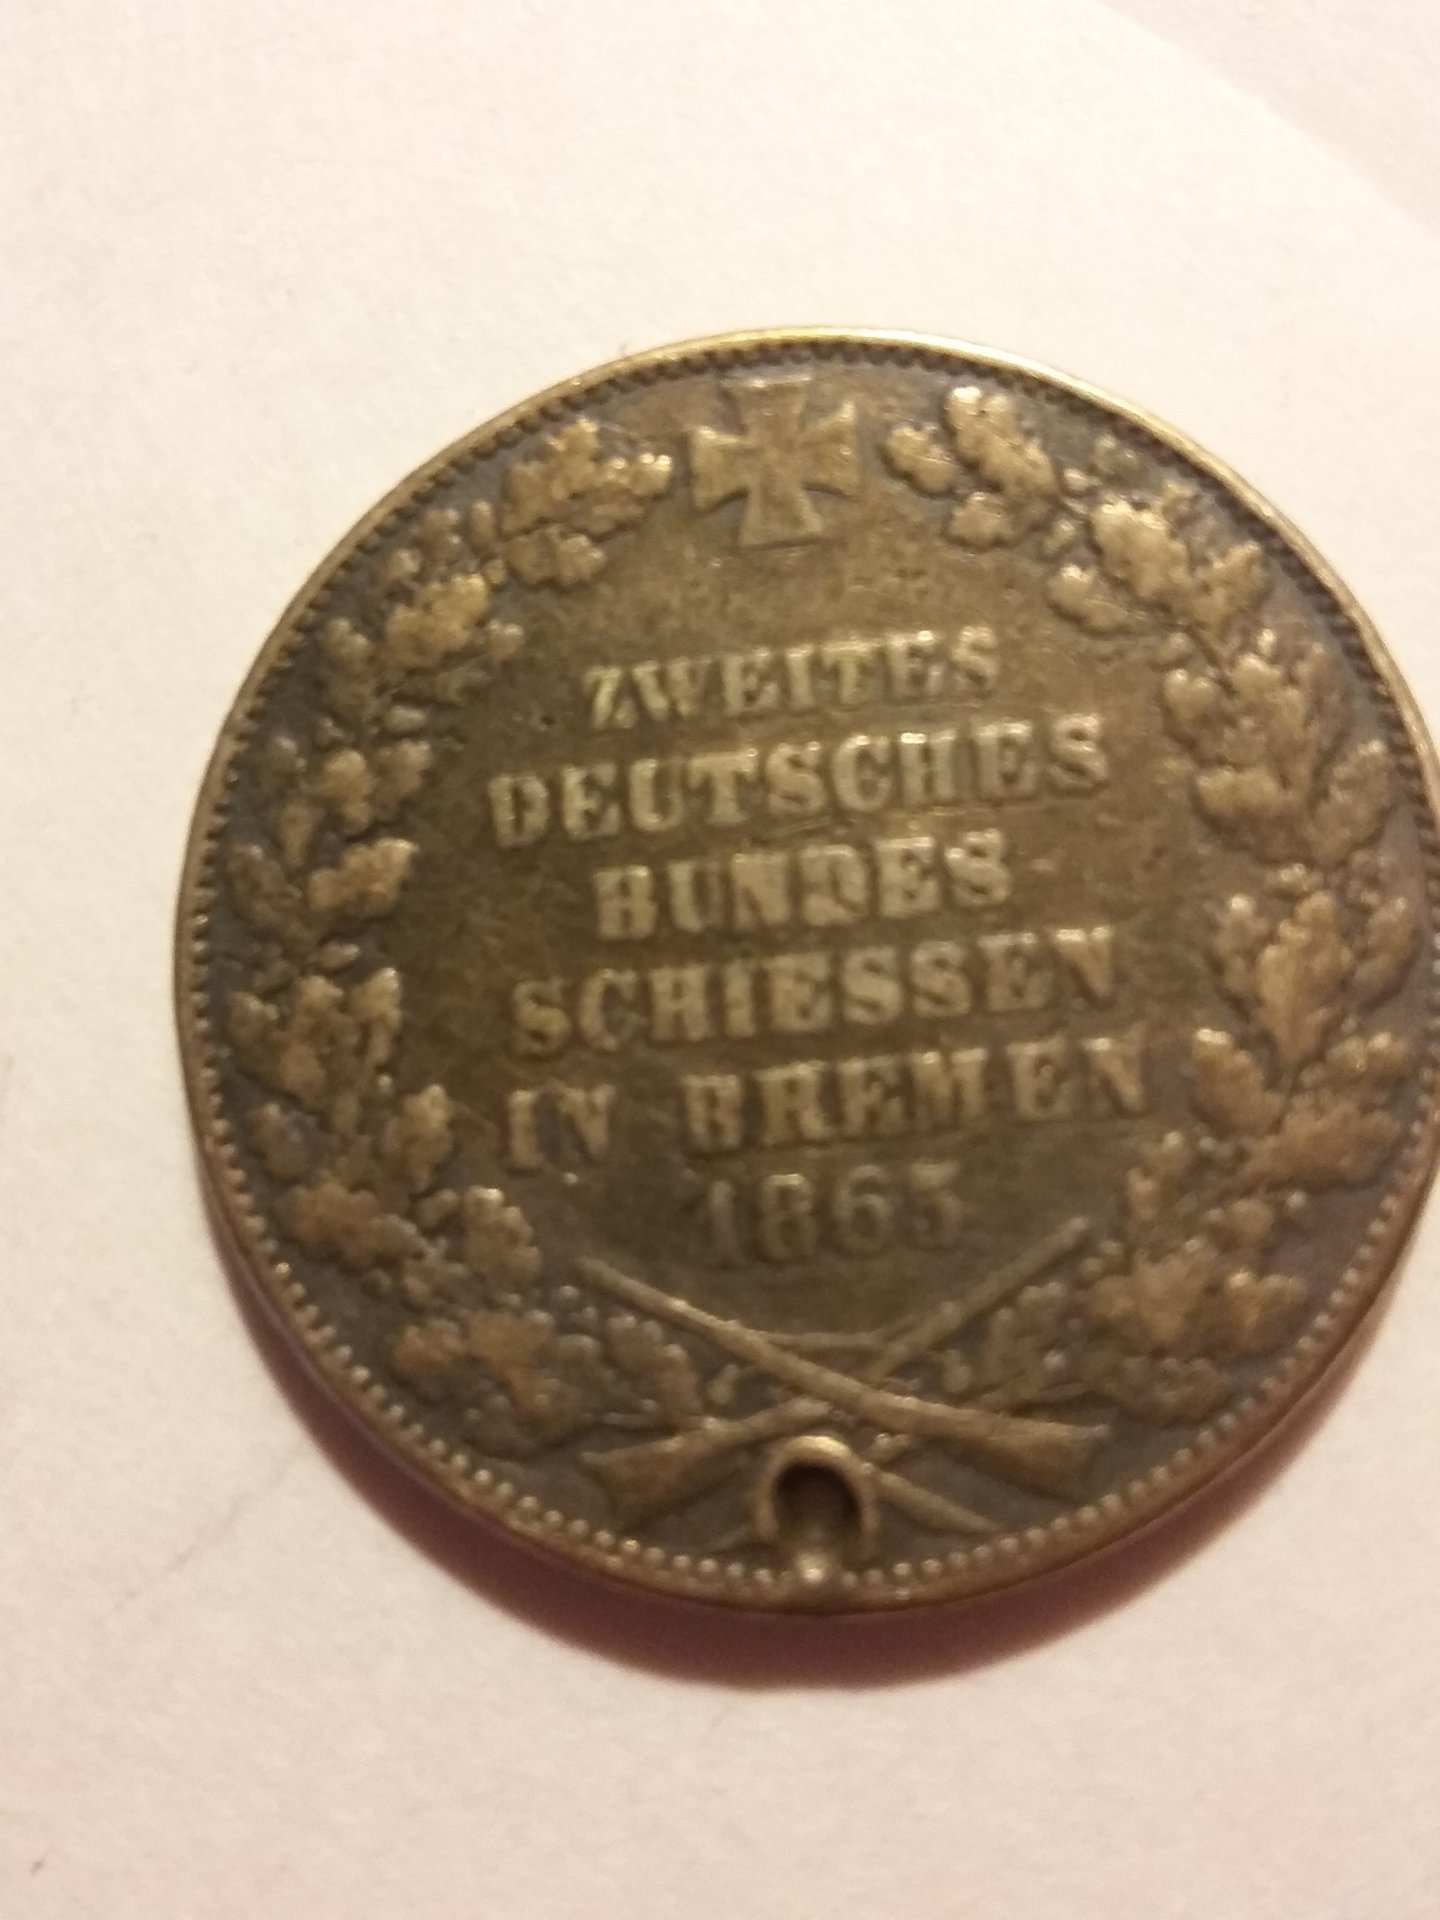 ZWEITES
DEUTSCHES
BUNDES
SCHIESSEN
IN BREMEN
1865